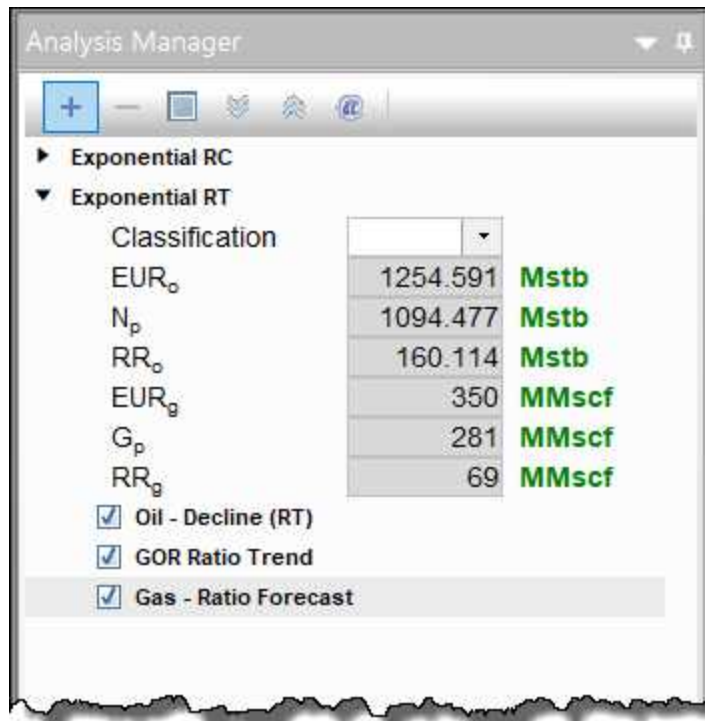 Analysis Manager
Exponential RC
Exponential RT
Classification
EURo 1254.591 Mstb
Np 1094.477 Mstb
RRo 160.114 Mstb
EURg 350 MMscf
Gp 281 MMscf
RRg 69 MMscf
Oil - Decline (RT)
GOR Ratio Trend
Gas - Ratio Forecast